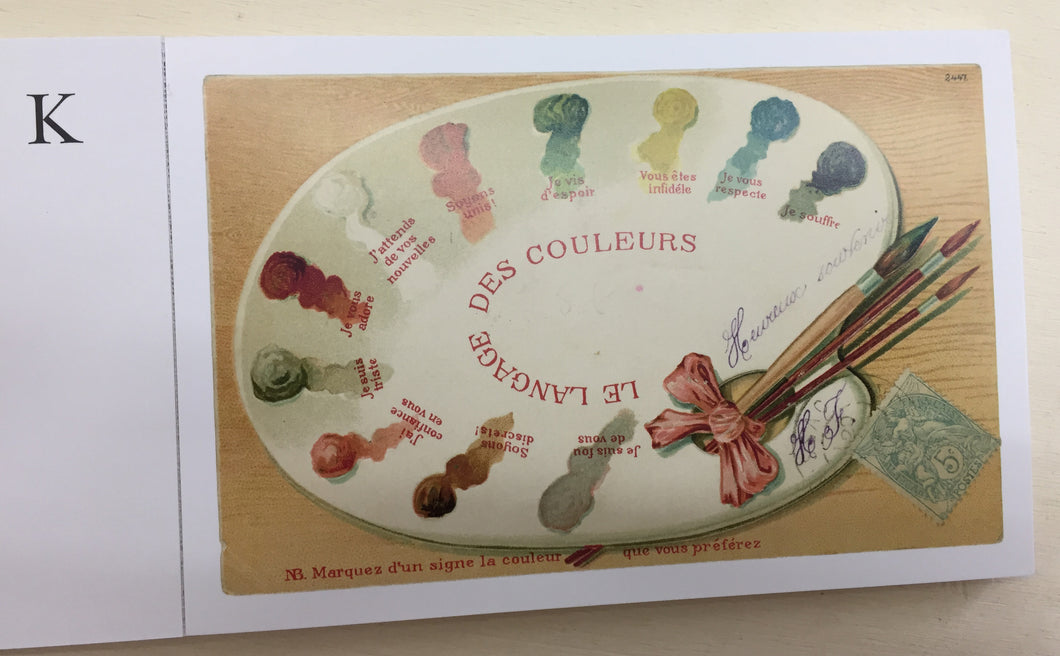 K
2447
LE LANGAGE DES COULEURS
Je suis fou
de vous
Soyons
discrets!
J'ai
confiance
en vous
Je suis
triste
Je vous
adore
J'attends
de vos
nouvelles
Soyons
unis!
Je vis
d'espoir
Vous êtes
infidéle
Je vous
respecte
Je souffre
Heureux souvenir
5
POSTES
NB. Marquez d'un signe la couleur que vous préférez